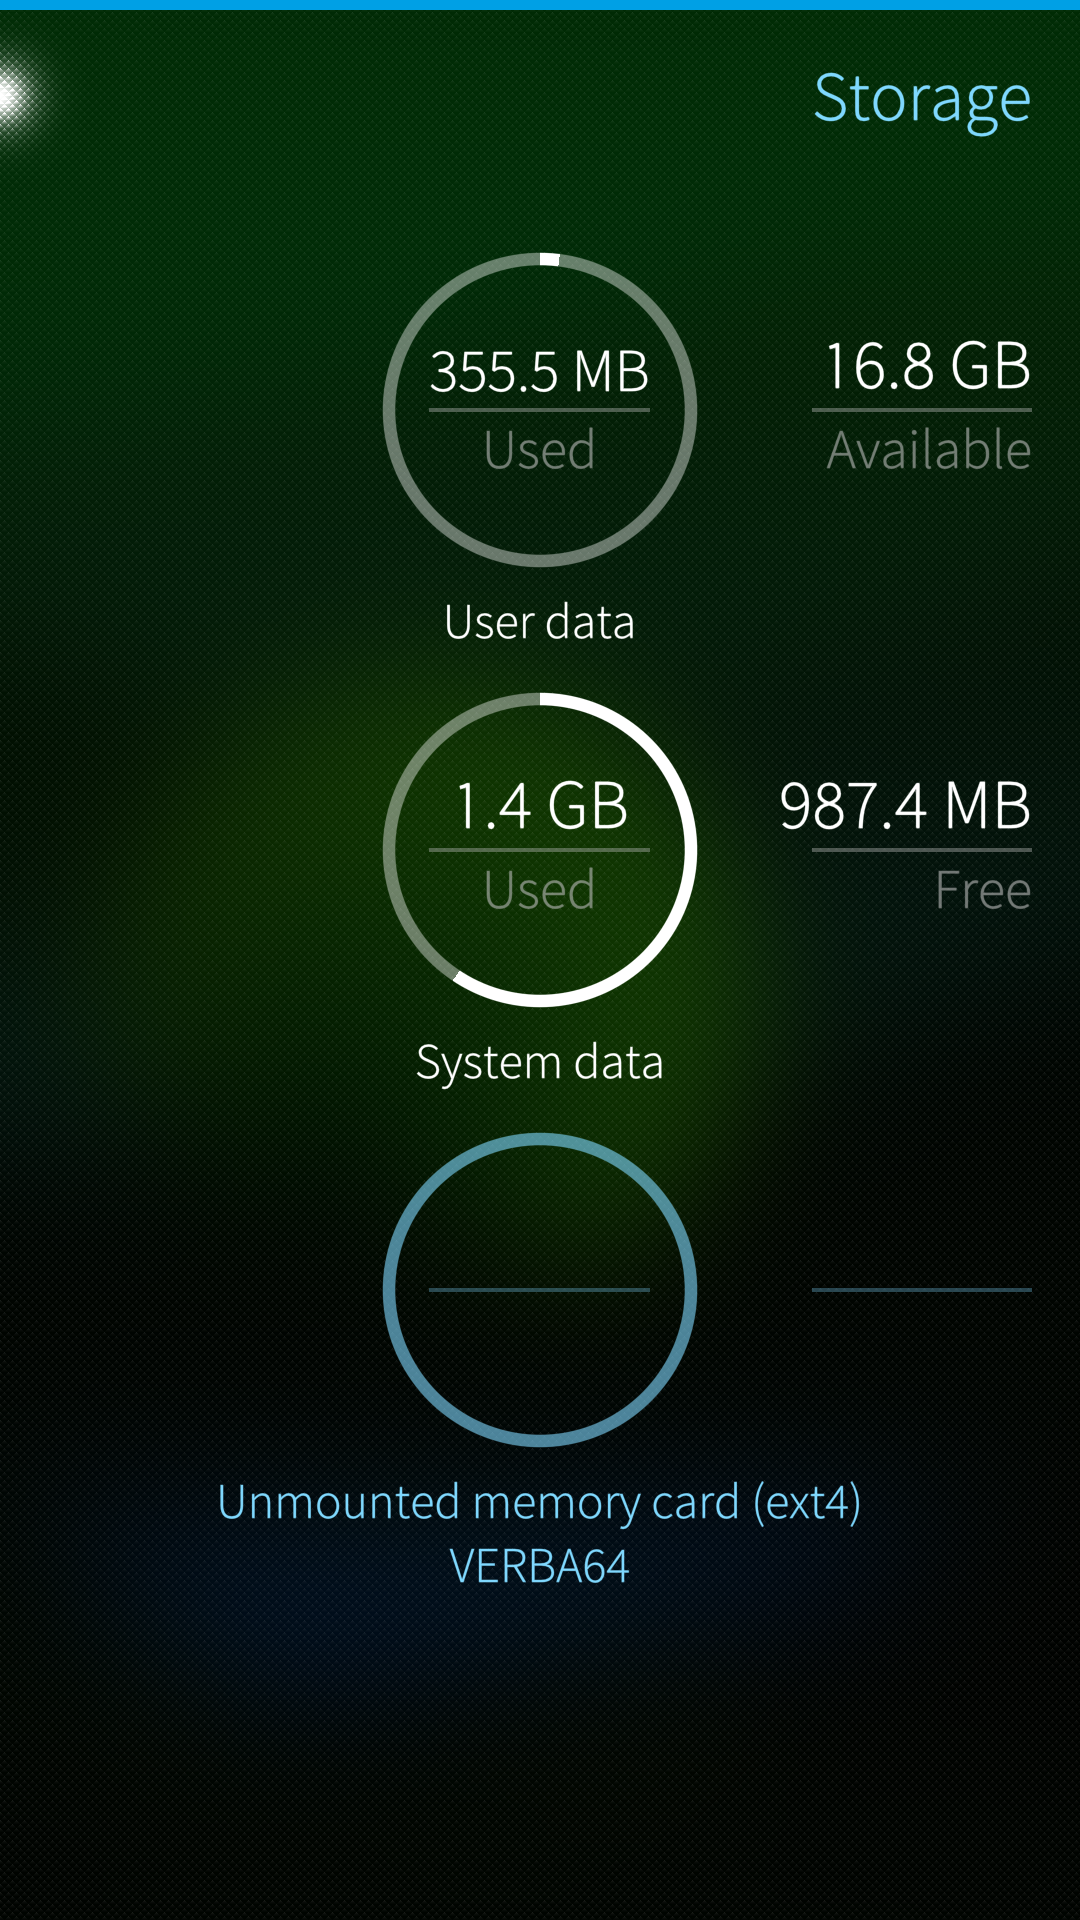 Storage
355.5 MB
Used
16.8 GB
Available
User data
1.4 GB
Used
987.4 MB
Free
System data
Unmounted memory card (ext4)
VERBA64